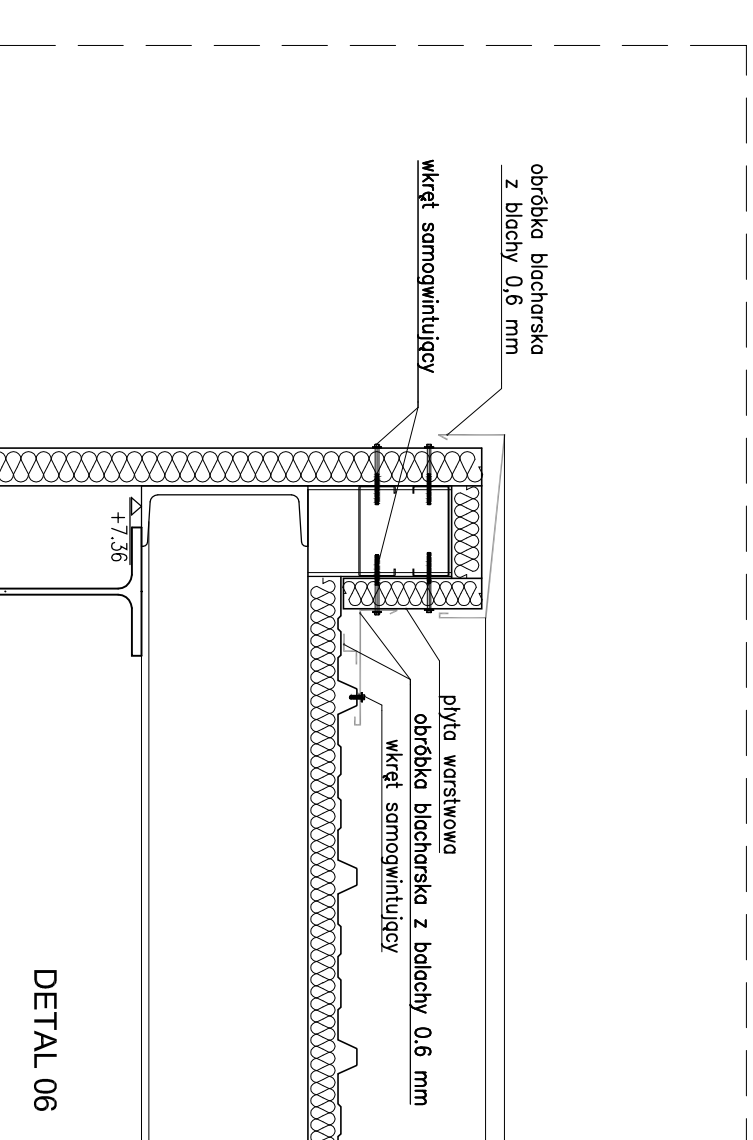 obróbka blacharska
z blachy 0,6 mm
wkręt samogwintujący
+7.36
płyta warstwowa
obróbka blacharska z balachy 0.6 mm
wkręt samogwintujący
DETAL 06